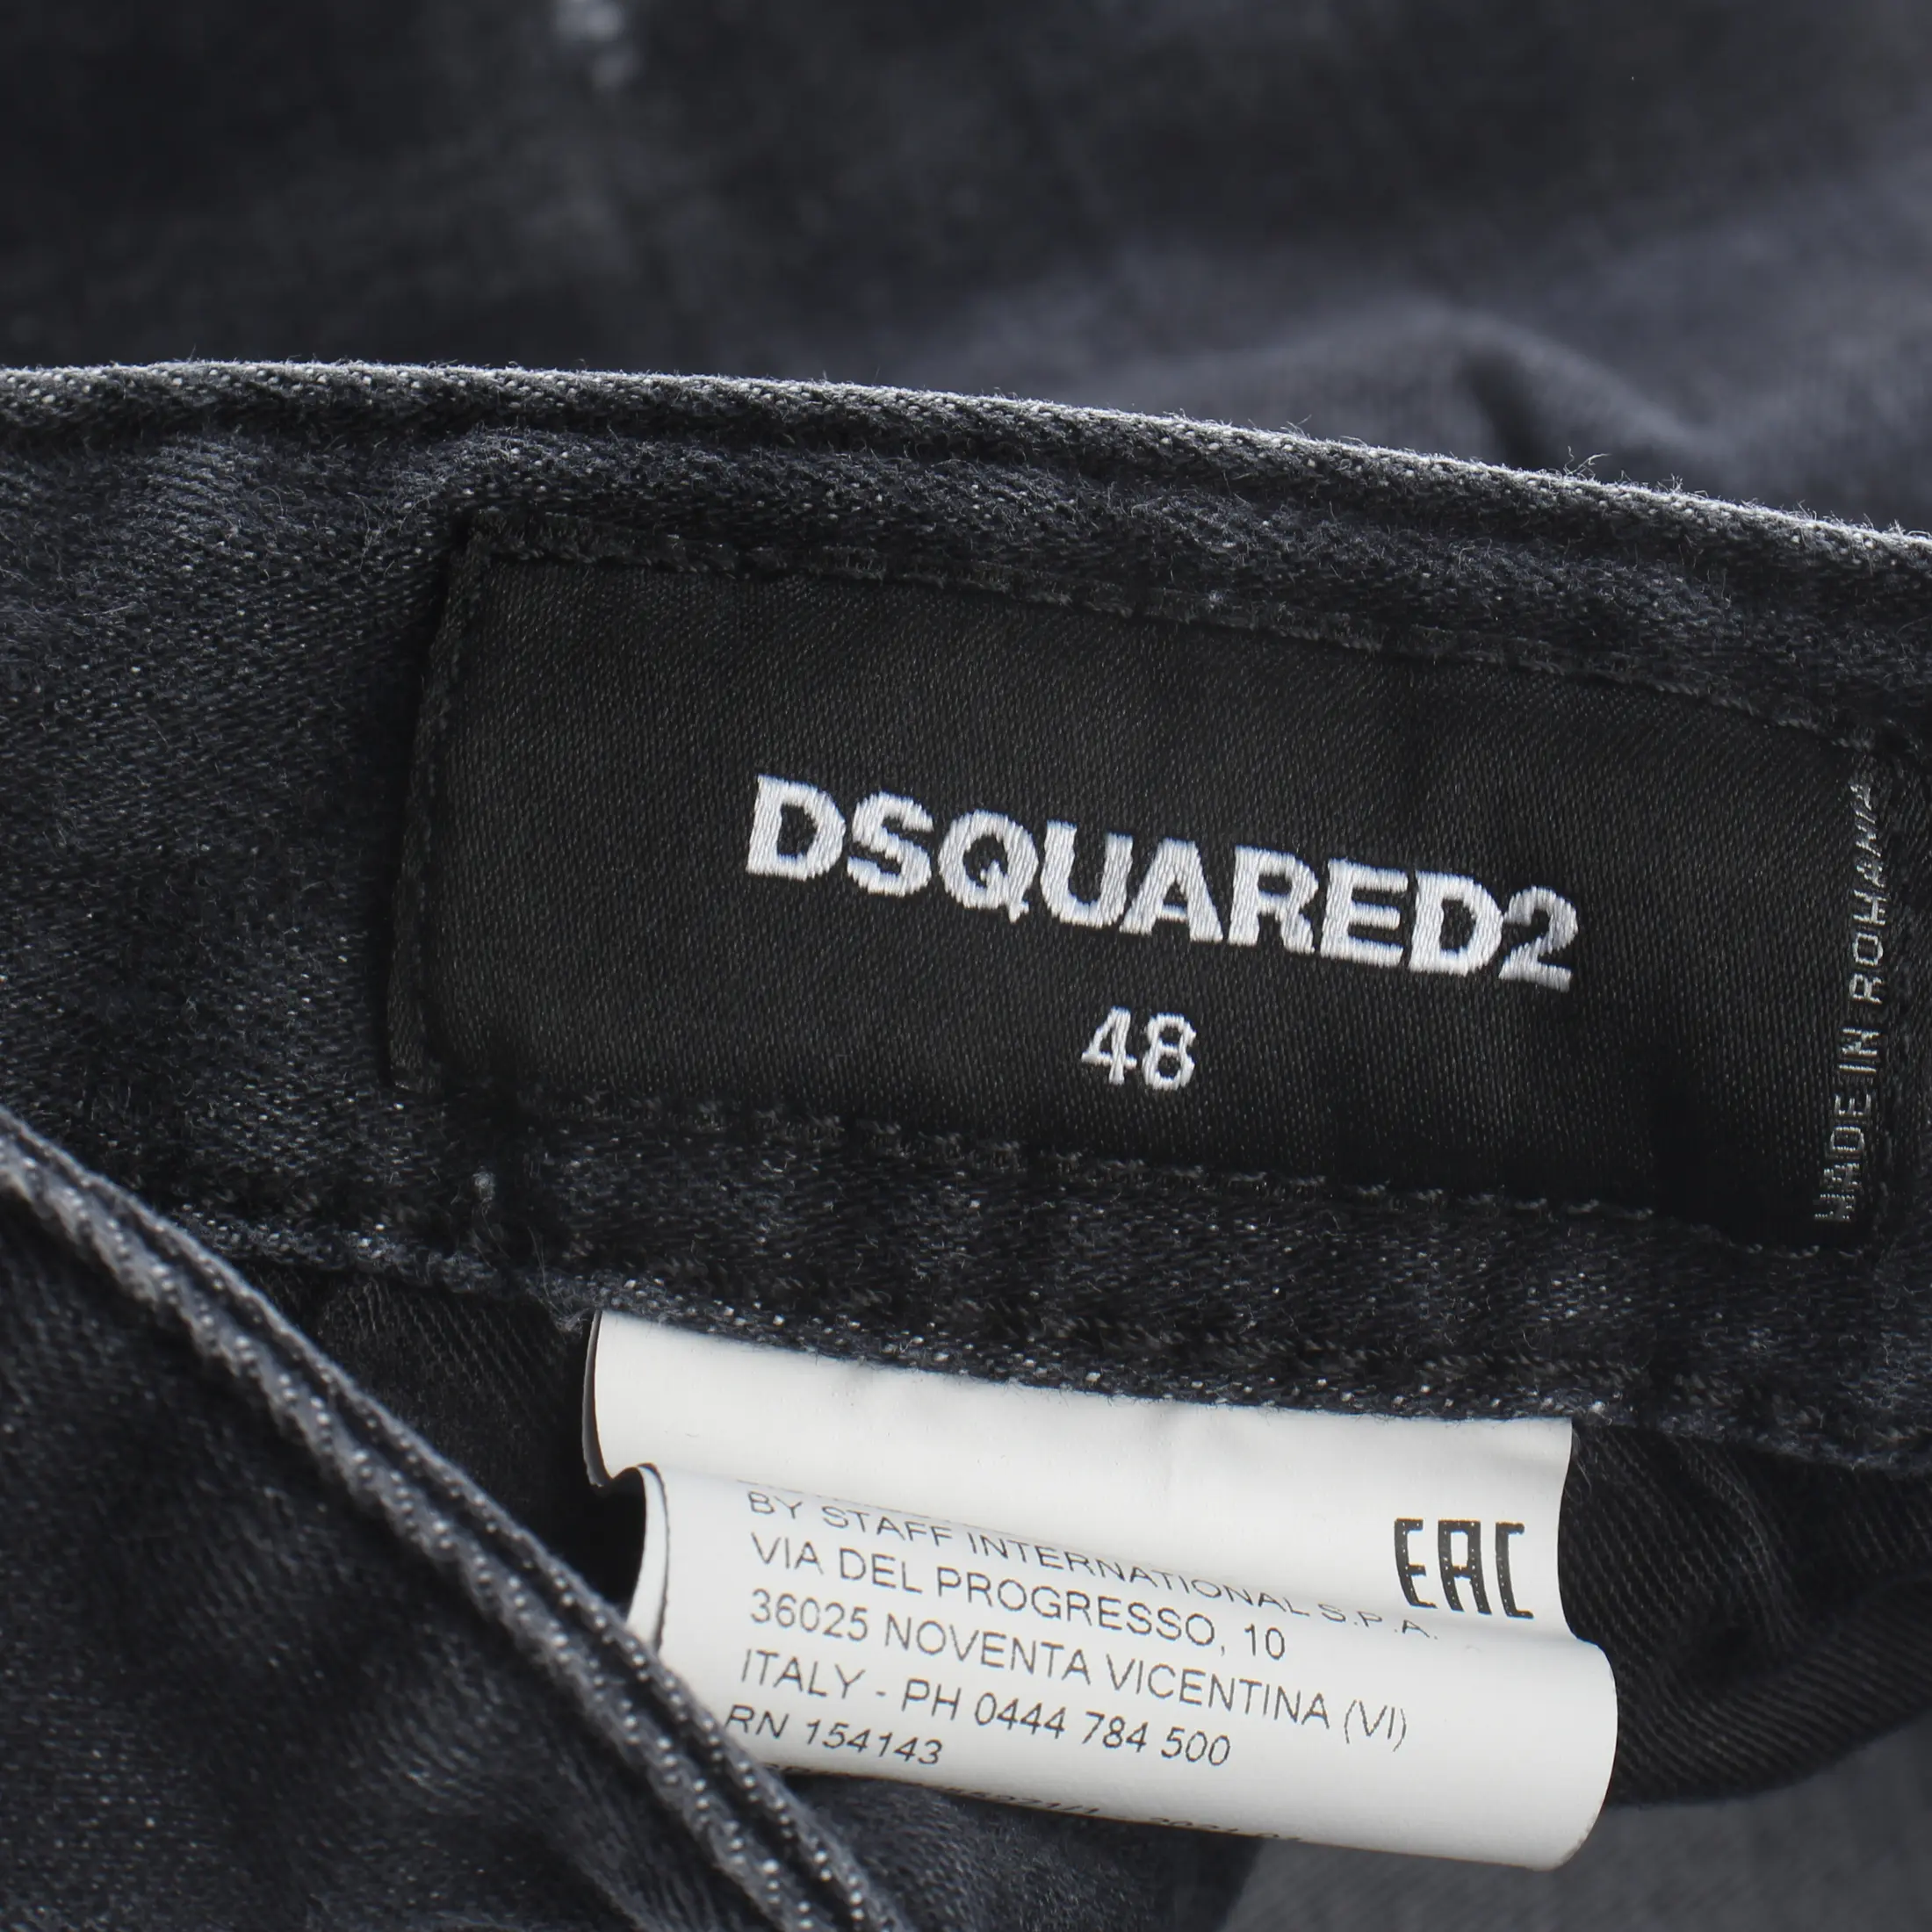 DSQUARED2
48
MADE IN ROMANIA
EAC
BY STAFF INTERNATIONAL S.P.A.
VIA DEL PROGRESSO, 10
36025 NOVENTA VICENTINA (VI)
ITALY - PH 0444 784 500
RN 154143